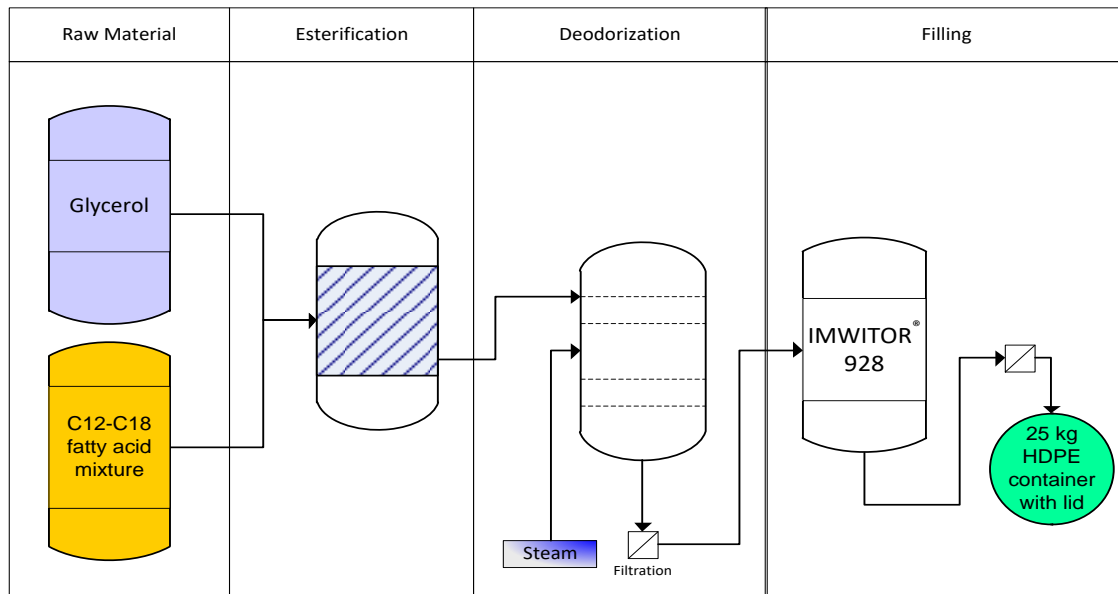 Raw Material
Esterification
Deodorization
Filling
Glycerol
C12-C18
fatty acid
mixture
Steam
Filtration
IMWITOR®
928
25 kg
HDPE
container
with lid